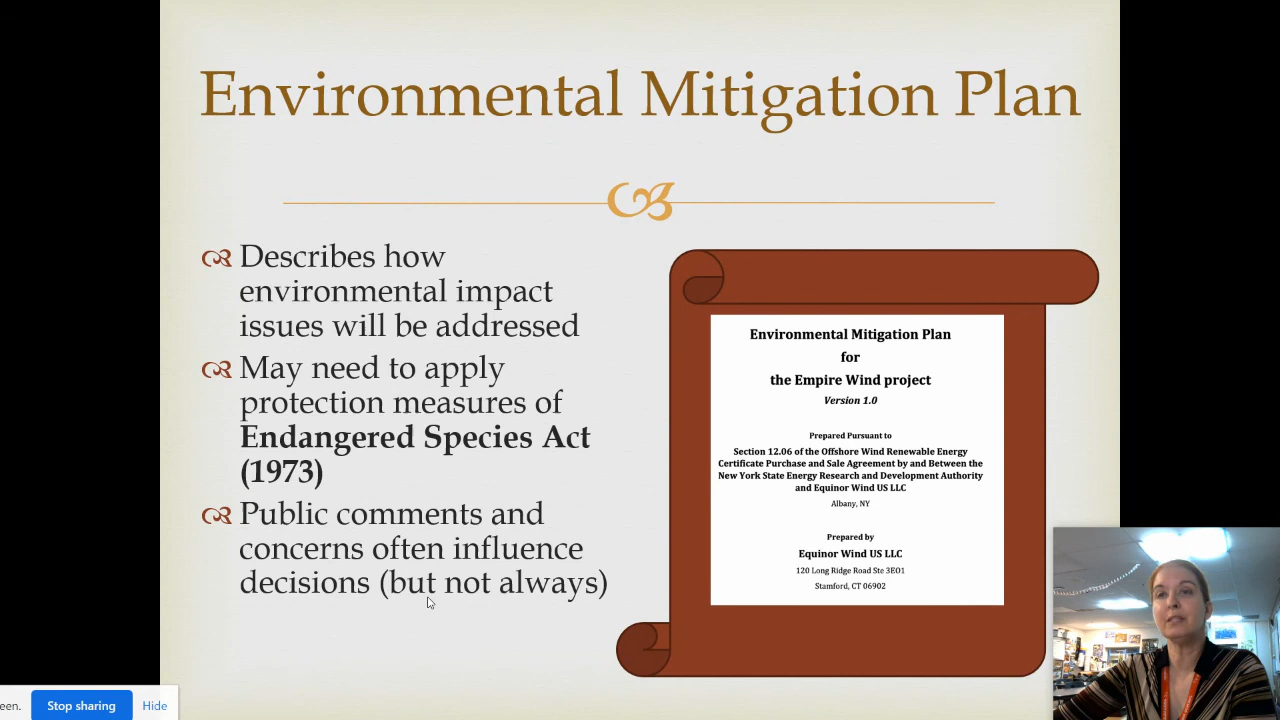 Environmental Mitigation Plan
Describes how
environmental impact
issues will be addressed
May need to apply
protection measures of
Endangered Species Act
(1973)
Public comments and
concerns often influence
decisions (but not always)
Environmental Mitigation Plan
for
the Empire Wind project
Version 1.0
Prepared Pursuant to
Section 12.06 of the Offshore Wind Renewable Energy
Certificate Purchase and Sale Agreement by and Between the
New York State Energy Research and Development Authority
and Equinor Wind US LLC
Albany, NY
Prepared by
Equinor Wind US LLC
120 Long Ridge Road Ste 3EO1
Stamford, CT 06902
een.
Stop sharing
Hide